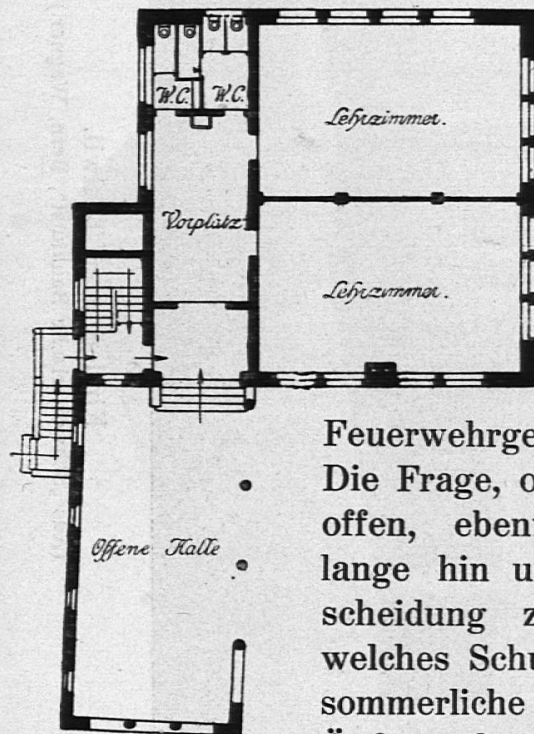 W.C. W.C.
Lehrzimmer.
Vorplatz
Lehrzimmer.
Offene Halle
Feuerwehrge
Die Frage, o
offen, eben
lange hin u
scheidung z
welches Schu
sommerliche